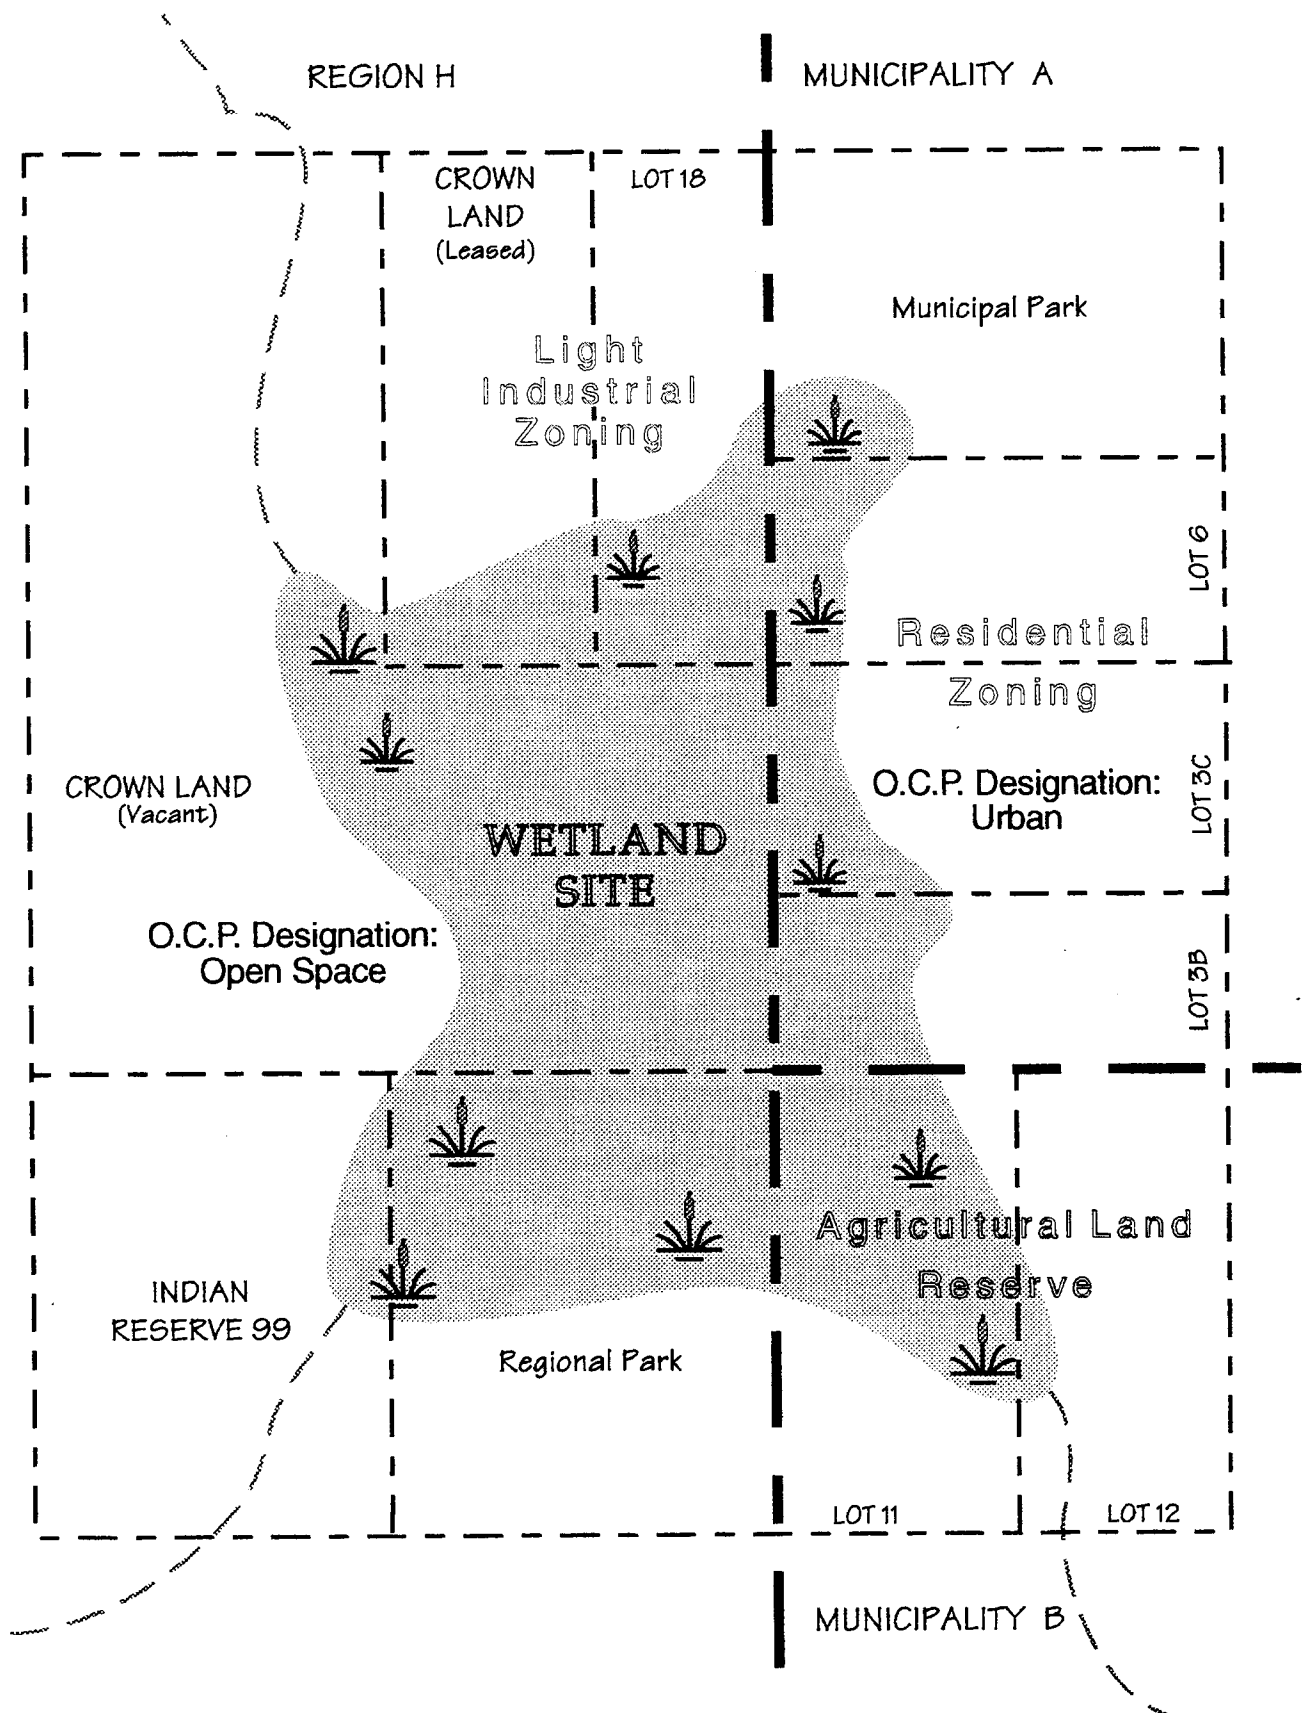 REGION H
MUNICIPALITY A
CROWN
LAND
(Leased)
LOT 18
Municipal Park
Light
Industrial
Zoning
LOT 6
Residential
Zoning
CROWN LAND
(Vacant)
O.C.P. Designation:
Urban
LOT 3C
WETLAND
SITE
O.C.P. Designation:
Open Space
LOT 3B
Agricultural Land
Reserve
INDIAN
RESERVE 99
Regional Park
LOT 11
LOT 12
MUNICIPALITY B